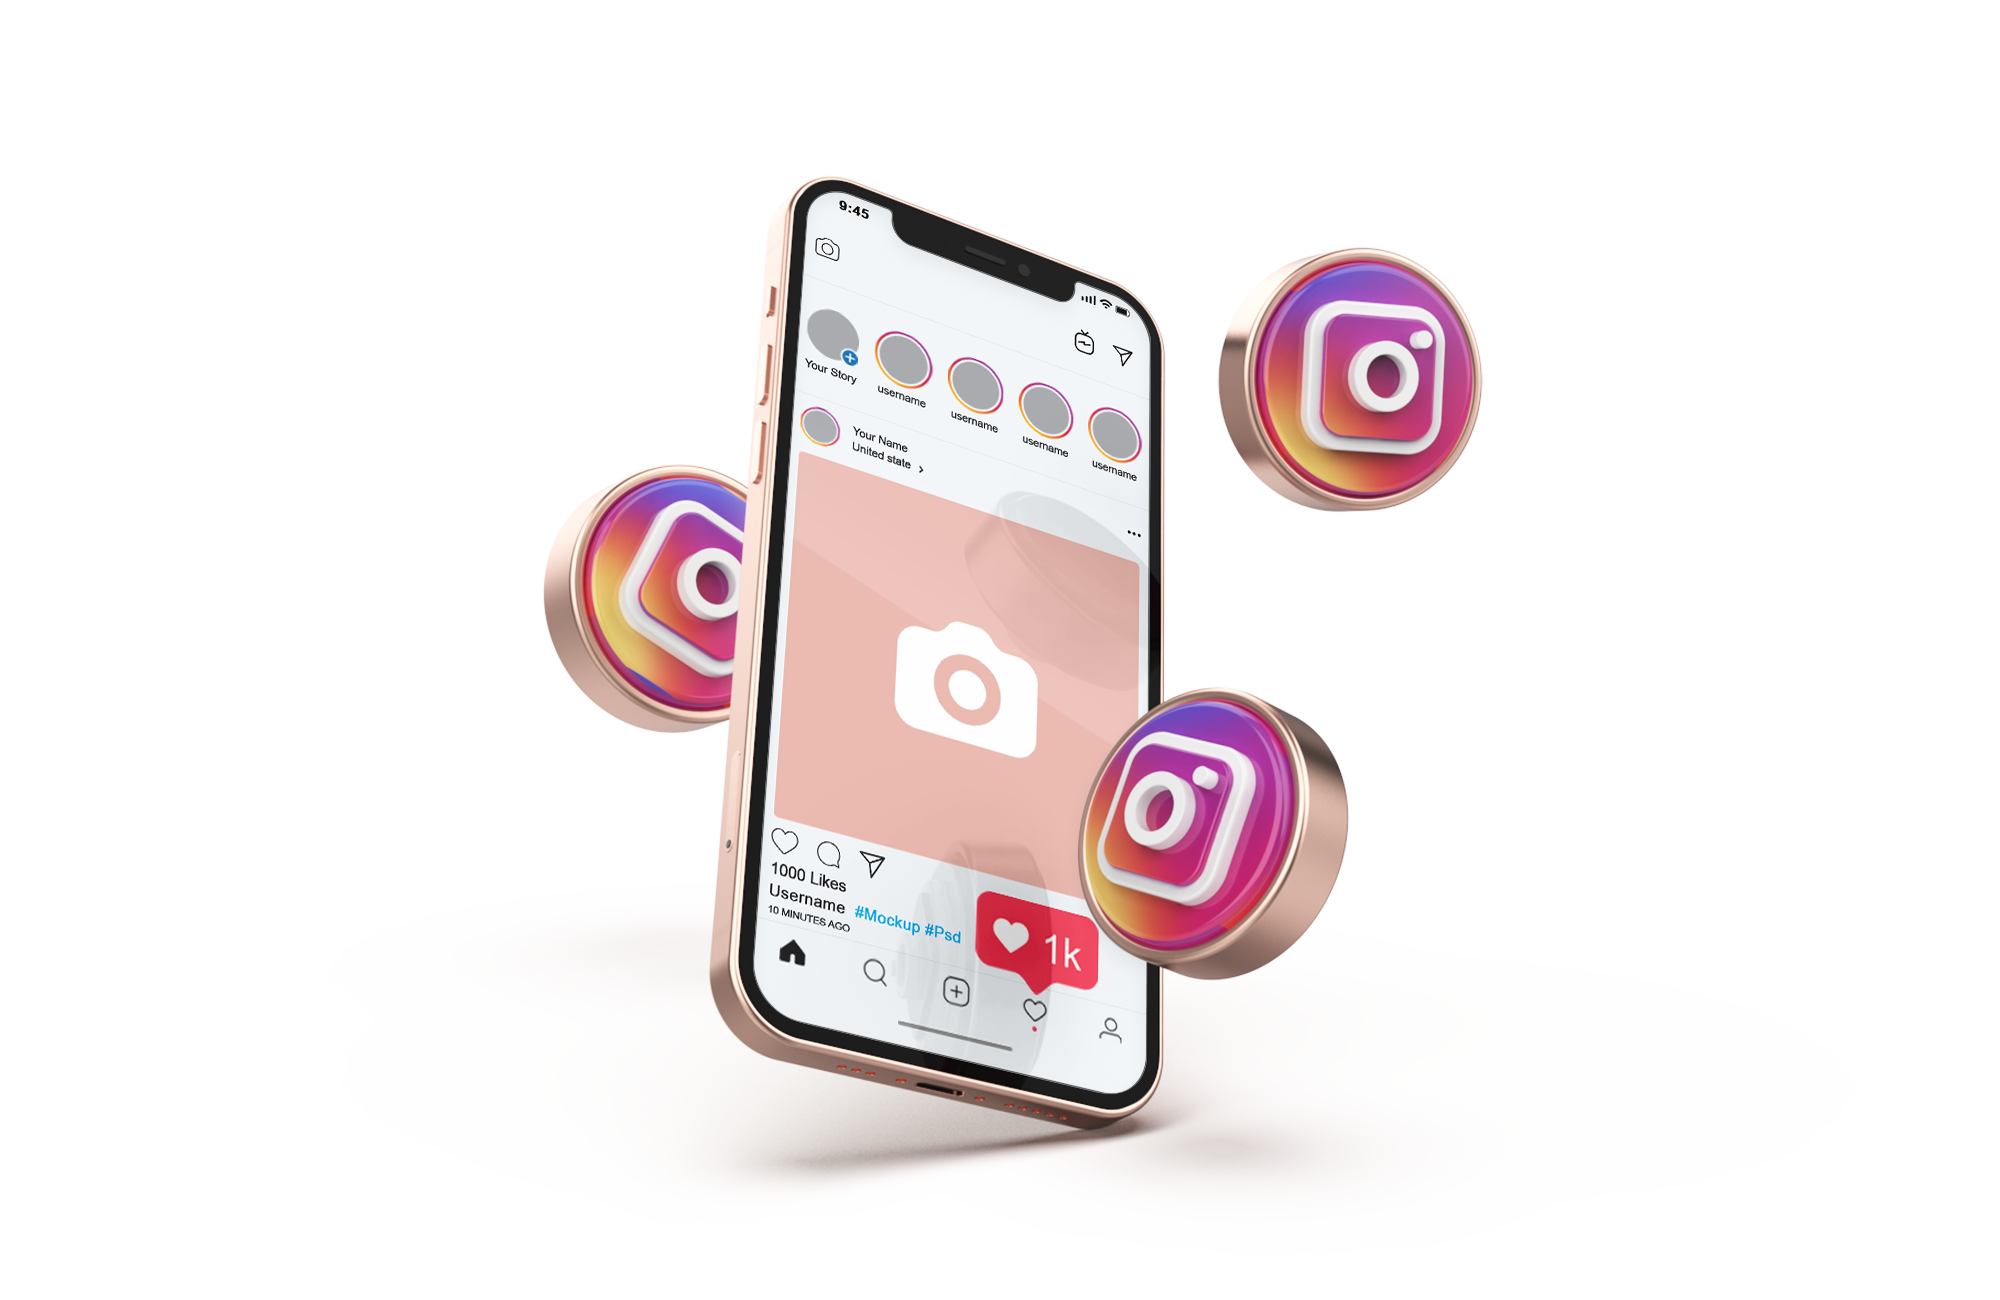 9:45
Your Story
username
username
username
username
Your Name
United state >
1000 Likes
Username #Mockup #Psd
10 MINUTES AGO
1k